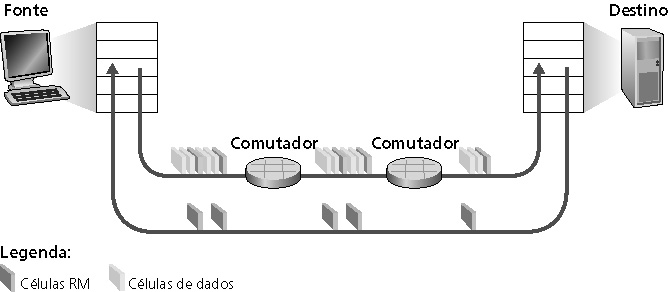 Fonte
Destino
Comutador
Comutador
Legenda:
Células RM
Células de dados